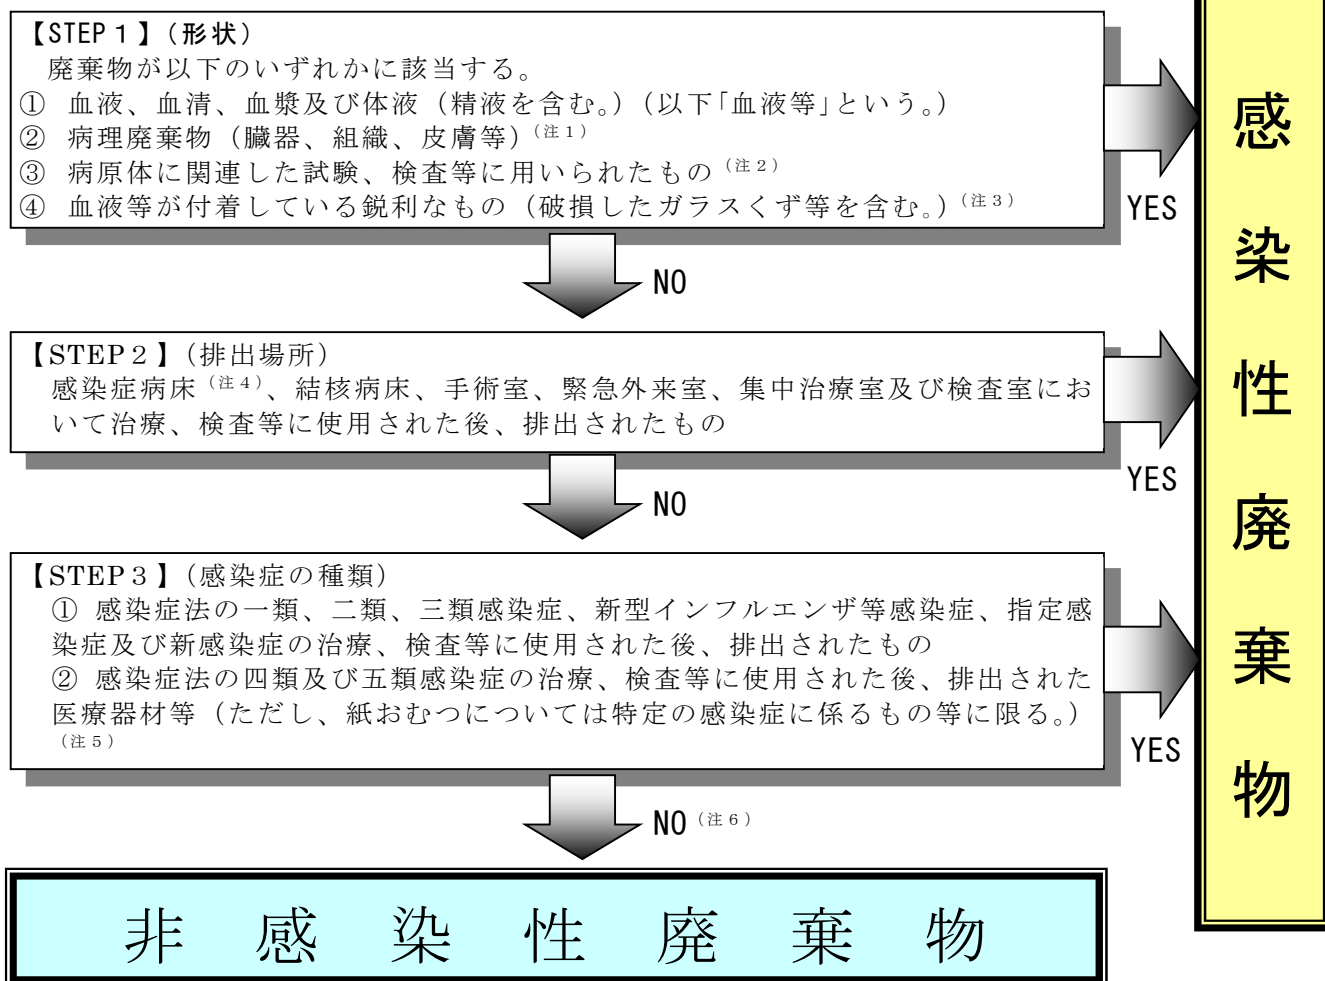 【STEP１】(形状)
廃棄物が以下のいずれかに該当する。
① 血液、血清、血漿及び体液（精液を含む。）(以下｢血液等｣という。)
② 病理廃棄物（臓器、組織、皮膚等）（注１）
③ 病原体に関連した試験、検査等に用いられたもの（注２）
④ 血液等が付着している鋭利なもの（破損したガラスくず等を含む。）（注３）
YES
NO
【STEP２】(排出場所)
感染症病床（注４）、結核病床、手術室、緊急外来室、集中治療室及び検査室にお
いて治療、検査等に使用された後、排出されたもの
YES
NO
【STEP３】(感染症の種類)
① 感染症法の一類、二類、三類感染症、新型インフルエンザ等感染症、指定感
染症及び新感染症の治療、検査等に使用された後、排出されたもの
② 感染症法の四類及び五類感染症の治療、検査等に使用された後、排出された
医療器材等（ただし、紙おむつについては特定の感染症に係るもの等に限る。）
（注５）
YES
NO（注６）
非感染性廃棄物
感染性廃棄物